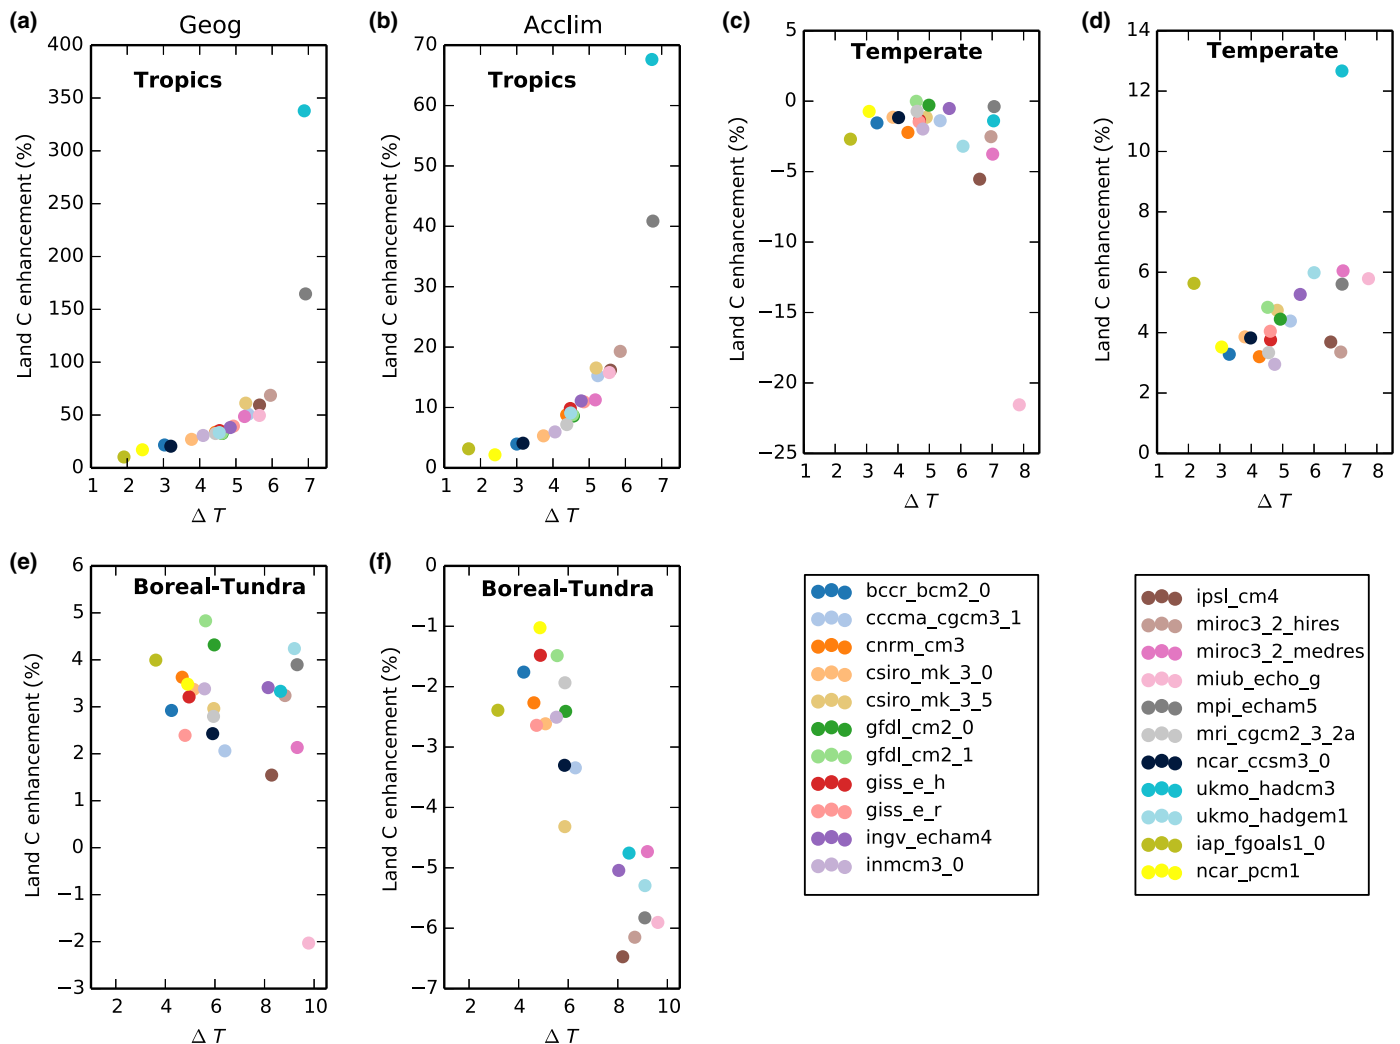 (a)
Geog
(b)
Acclim
(c)
(d)
400
350
300
250
200
150
100
50
0
Land C enhancement (%)
Tropics
1 2 3 4 5 6 7
Δ T
70
60
50
40
30
20
10
0
Land C enhancement (%)
Tropics
1 2 3 4 5 6 7
Δ T
5
0
−5
−10
−15
−20
−25
Land C enhancement (%)
Temperate
1 2 3 4 5 6 7 8
Δ T
14
12
10
8
6
4
2
0
Land C enhancement (%)
Temperate
1 2 3 4 5 6 7 8
Δ T
(e)
6
5
4
3
2
1
0
−1
−2
−3
Land C enhancement (%)
Boreal-Tundra
2 4 6 8 10
Δ T
(f)
0
−1
−2
−3
−4
−5
−6
−7
Land C enhancement (%)
Boreal-Tundra
2 4 6 8 10
Δ T
bccr_bcm2_0
cccma_cgcm3_1
cnrm_cm3
csiro_mk_3_0
csiro_mk_3_5
gfdl_cm2_0
gfdl_cm2_1
giss_e_h
giss_e_r
ingv_echam4
inmcm3_0
ipsl_cm4
miroc3_2_hires
miroc3_2_medres
miub_echo_g
mpi_echam5
mri_cgcm2_3_2a
ncar_ccsm3_0
ukmo_hadcm3
ukmo_hadgem1
iap_fgoals1_0
ncar_pcm1